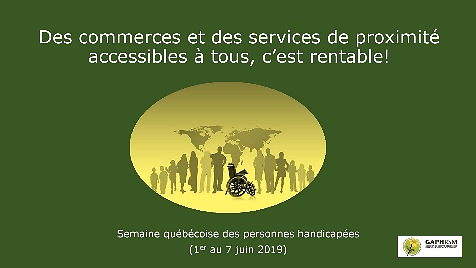 Des commerces et des services de proximité
accessibles à tous, c’est rentable!
Semaine québécoise des personnes handicapées
(1er au 7 juin 2019)
GAPHRSM